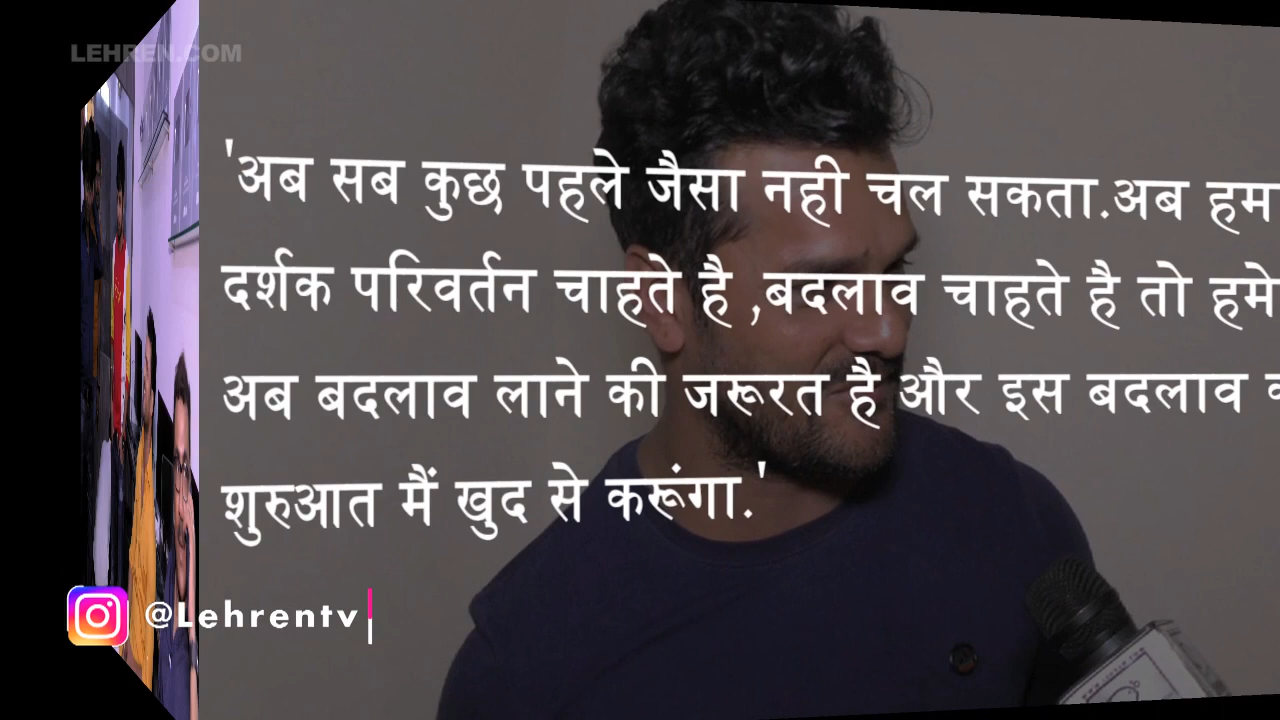 LEHREN.COM
'अब सब कुछ पहले जैसा नही चल सकता.अब हम
दर्शक परिवर्तन चाहते है ,बदलाव चाहते है तो हमे
अब बदलाव लाने की जरूरत है और इस बदलाव
शुरुआत मैं खुद से करूंगा.'
@Lehrentv